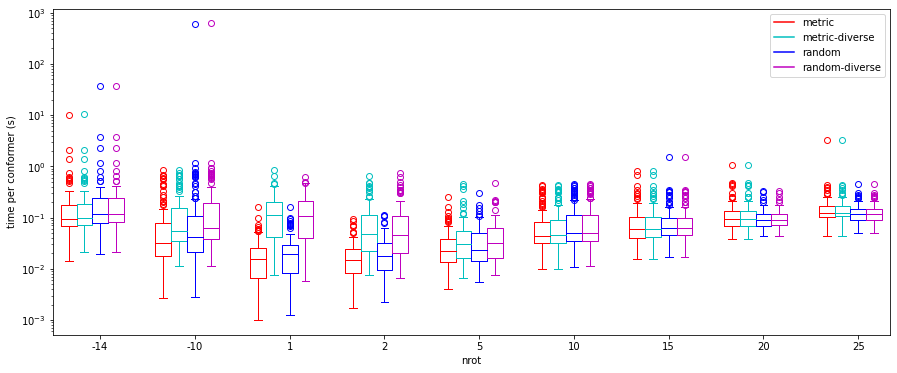 10³
10²
10¹
10⁰
10⁻¹
10⁻²
10⁻³
time per conformer (s)
metric
metric-diverse
random
random-diverse
-14 -10 1 2 5 10 15 20 25
nrot